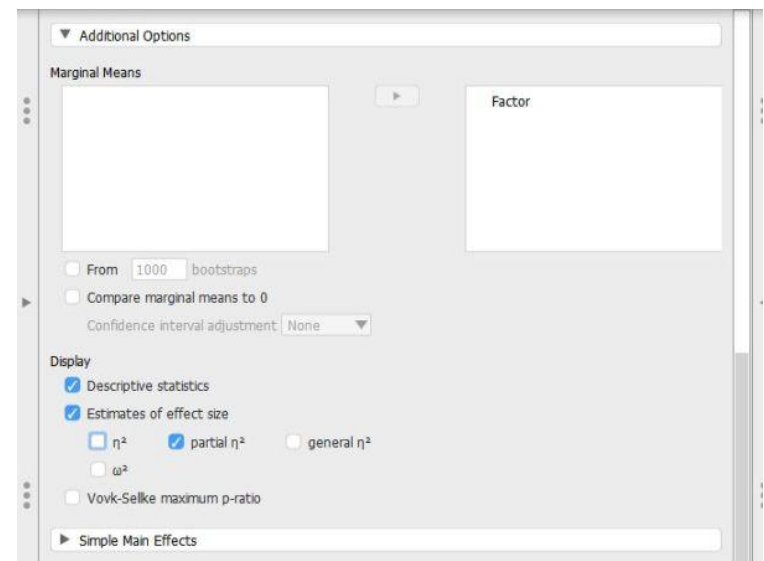 Additional Options
Marginal Means
Factor
From 1000 bootstraps
Compare marginal means to 0
Confidence interval adjustment None
Display
Descriptive statistics
Estimates of effect size
η² partial η² general η²
ω²
Vovk-Sellke maximum p-ratio
Simple Main Effects